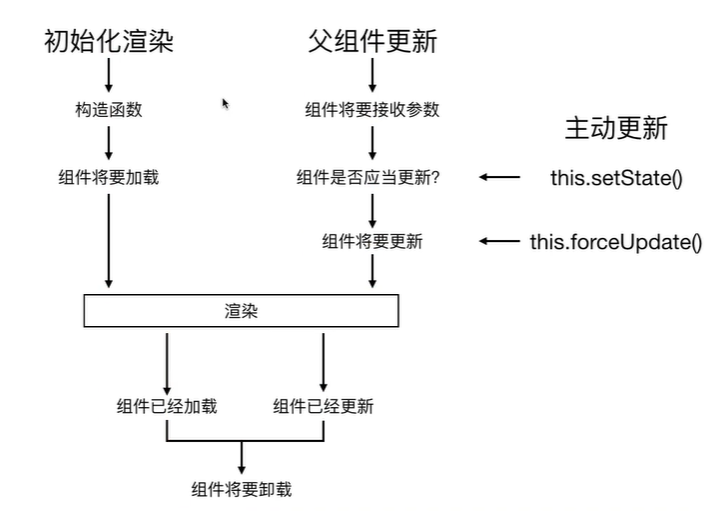 初始化渲染
父组件更新
构造函数
组件将要接收参数
主动更新
组件将要加载
组件是否应当更新?
this.setState()
组件将要更新
this.forceUpdate()
渲染
组件已经加载
组件已经更新
组件将要卸载